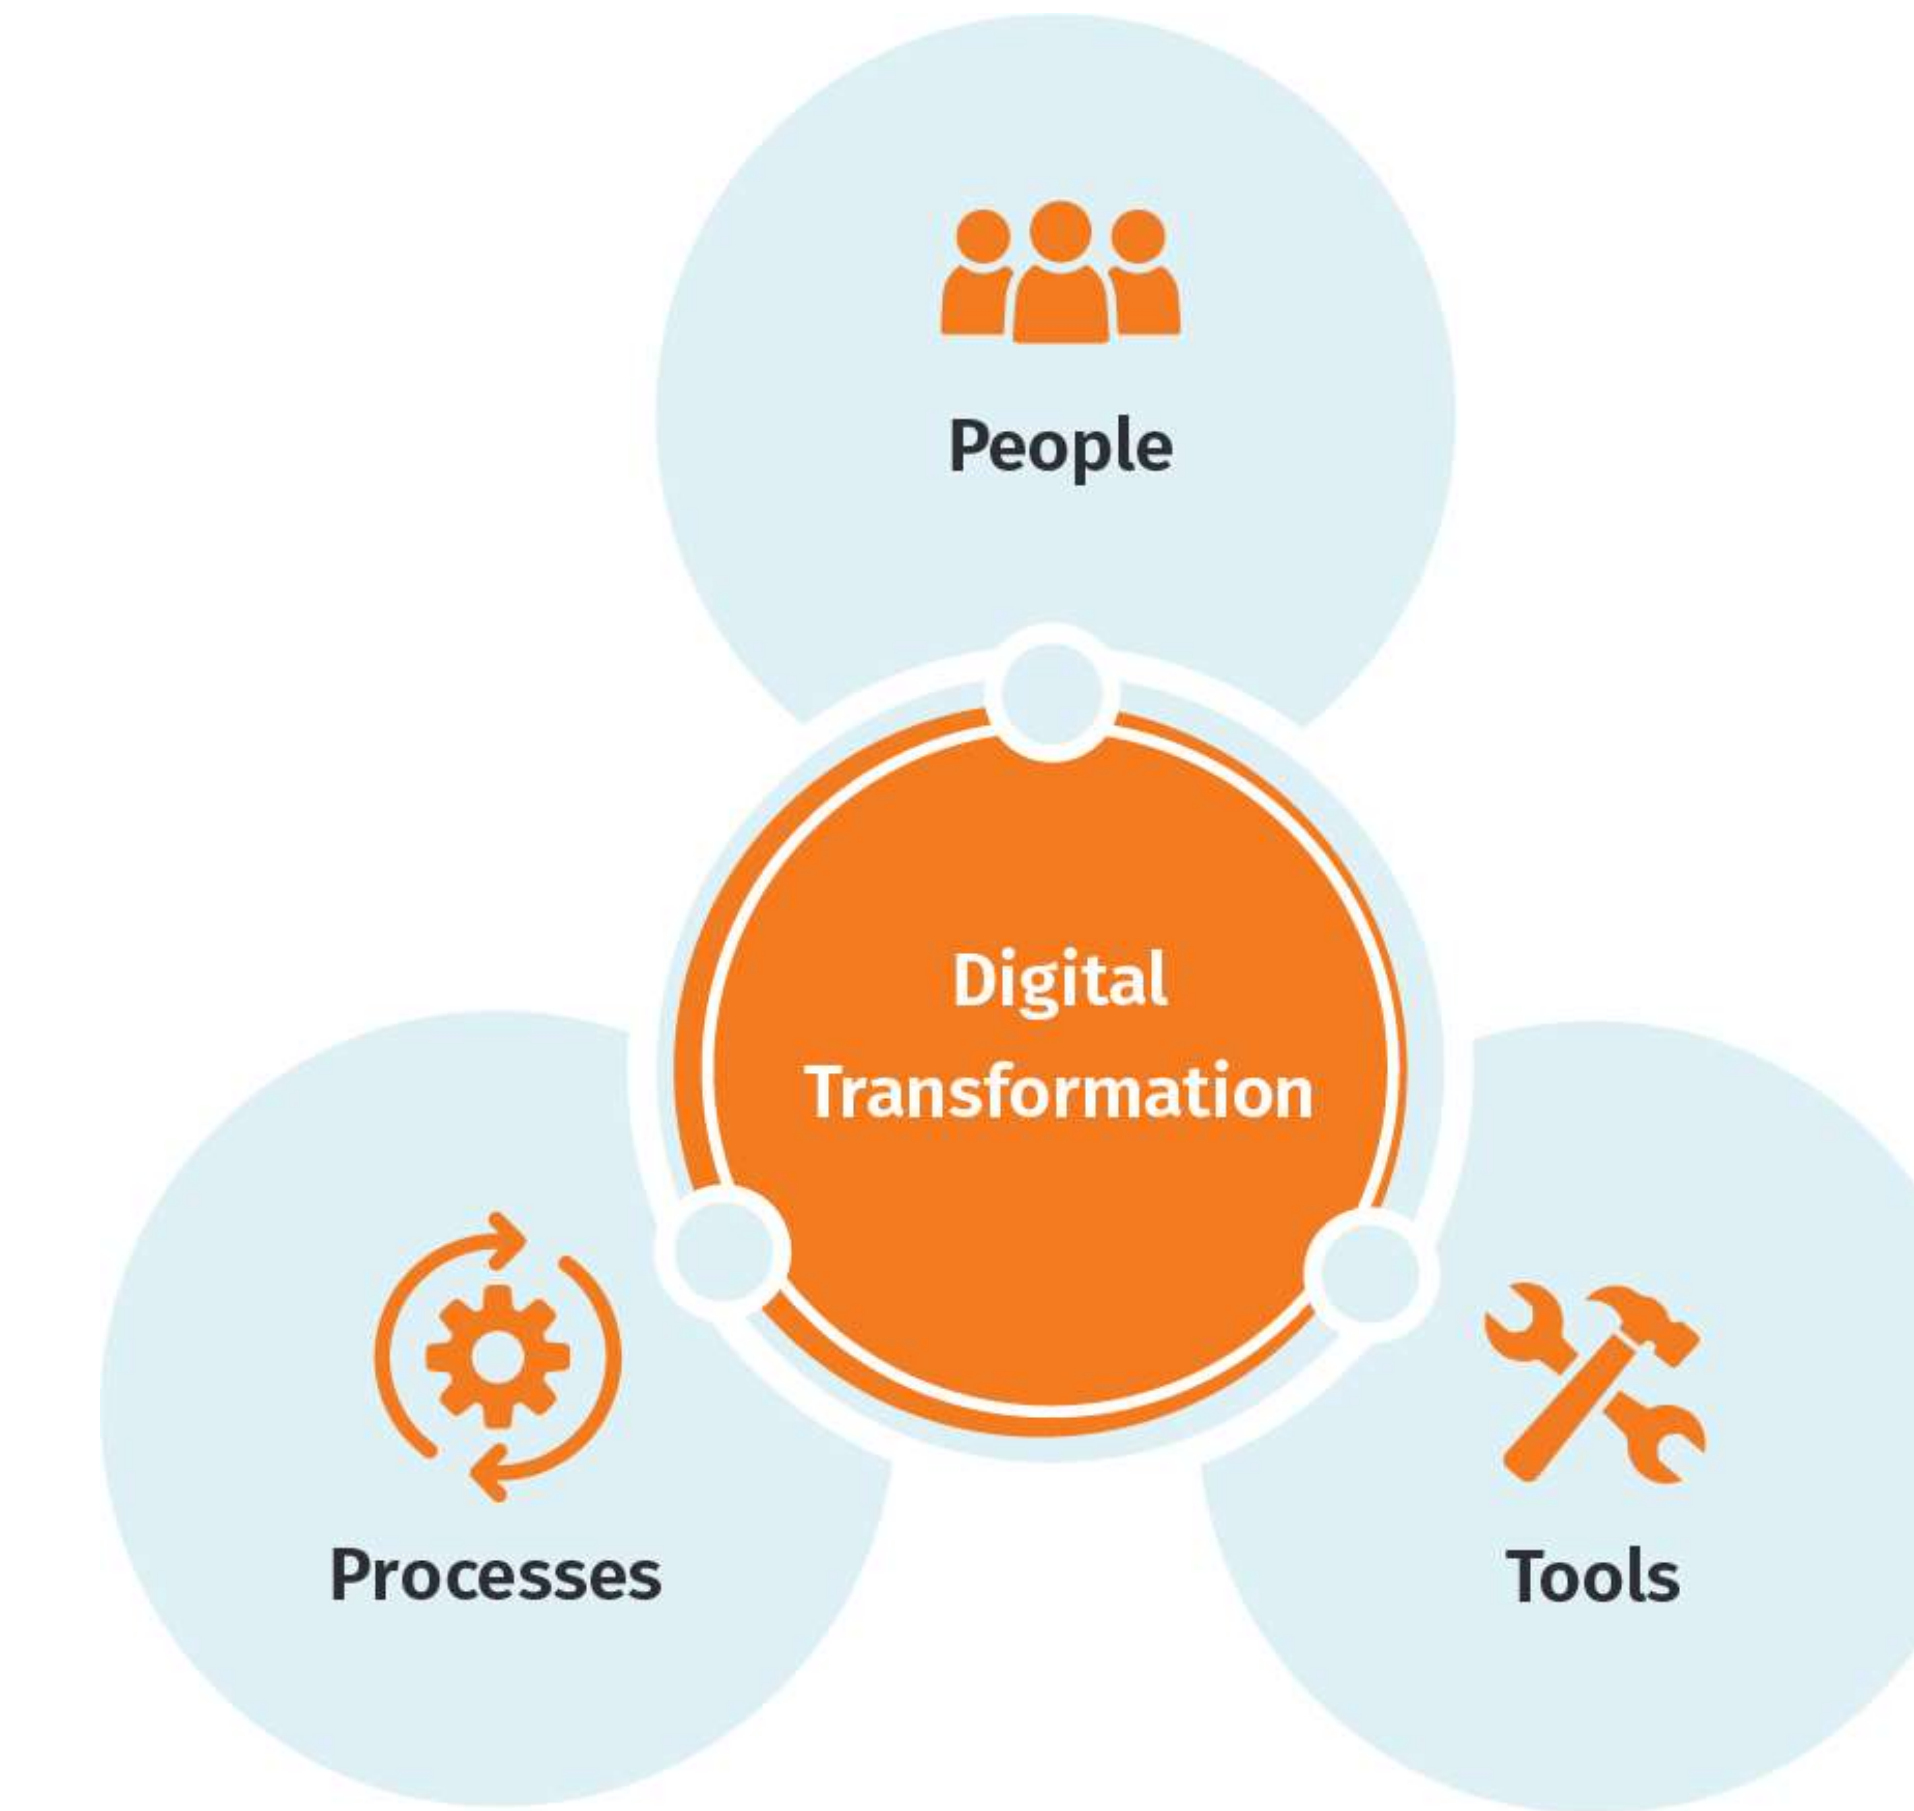 People
Digital
Transformation
Processes
Tools